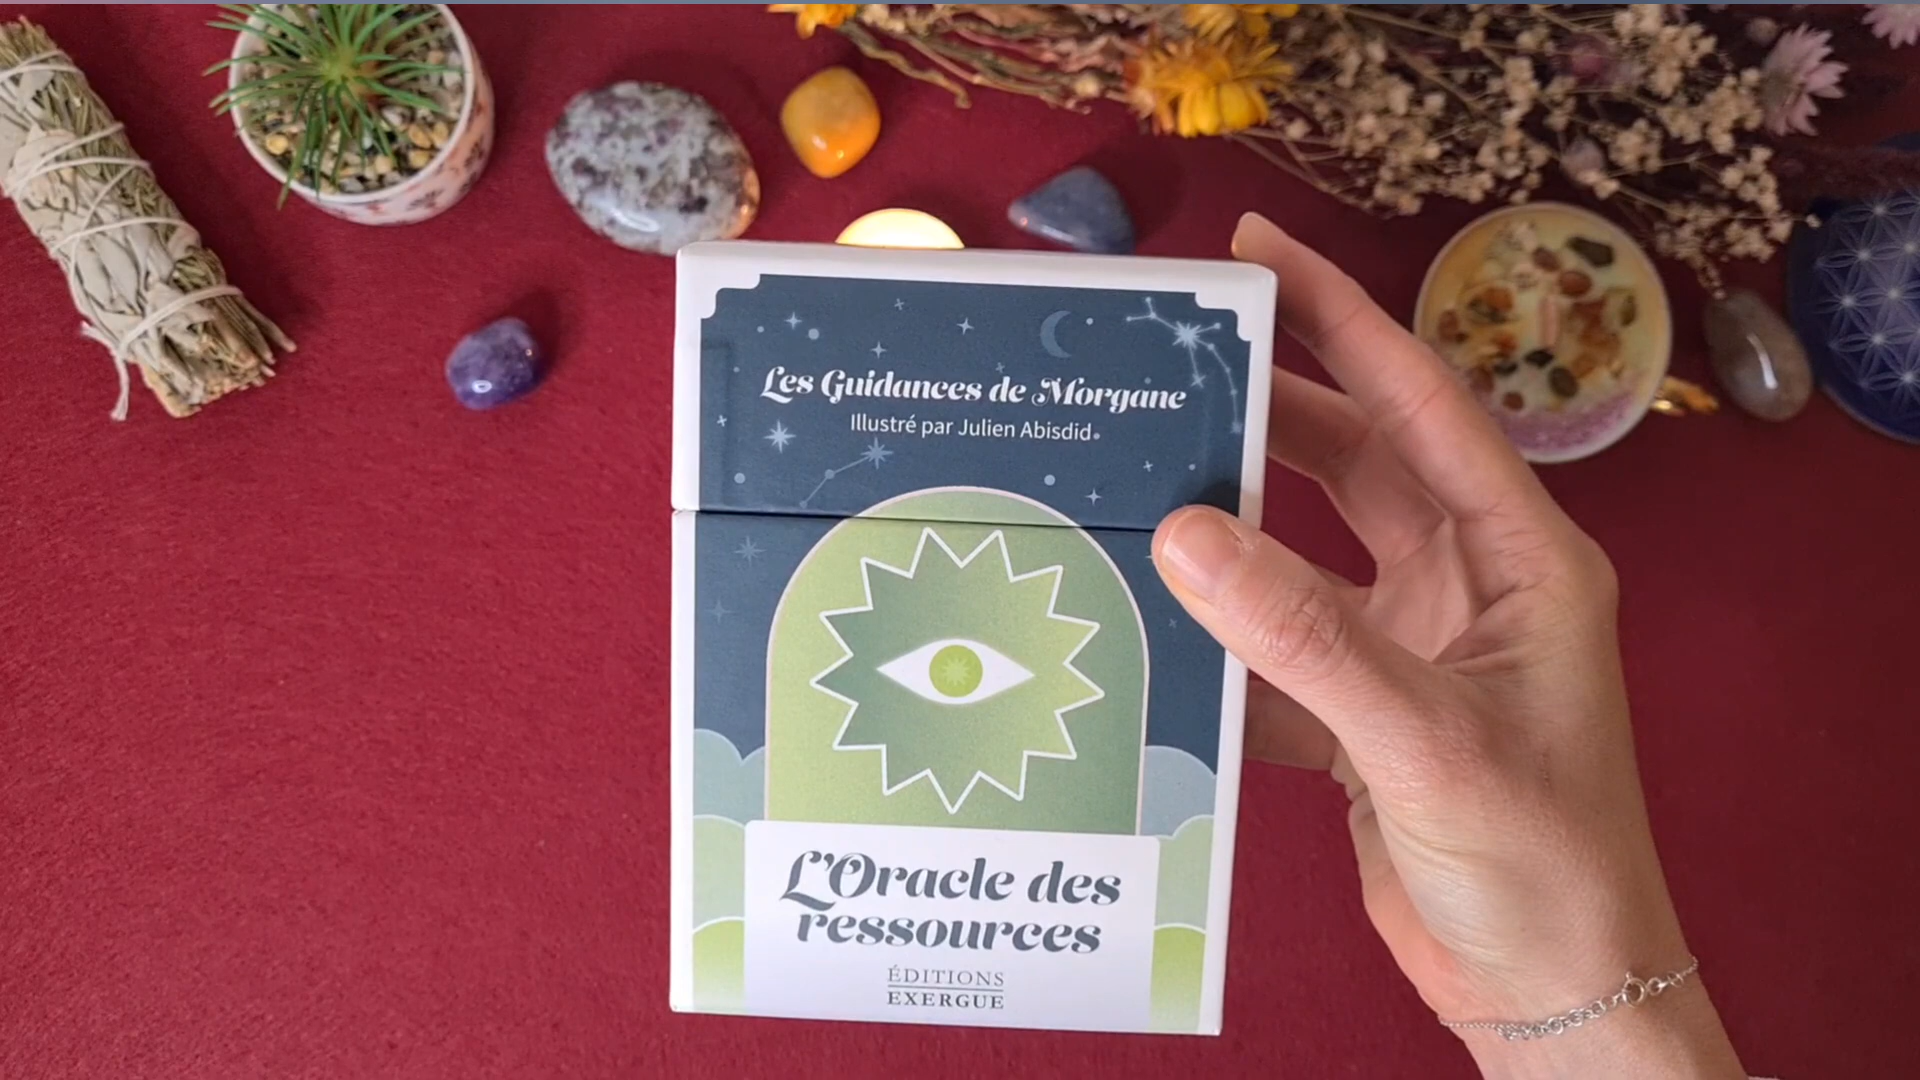 Les Guidances de Morgane
Illustré par Julien Abisdid
L'Oracle des
ressources
ÉDITIONS
EXERGUE